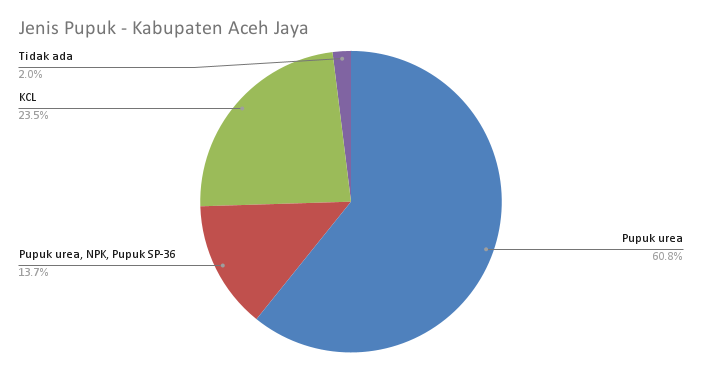 Jenis Pupuk - Kabupaten Aceh Jaya
Tidak ada
2.0%
KCL
23.5%
Pupuk urea
60.8%
Pupuk urea, NPK, Pupuk SP-36
13.7%